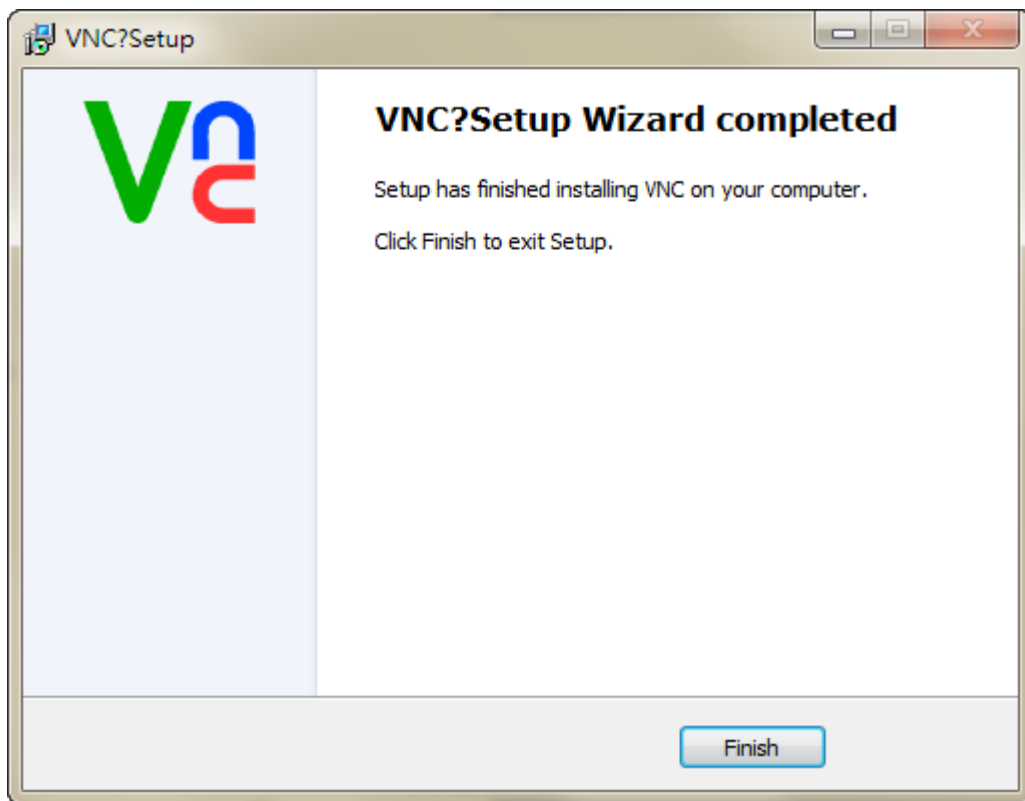 VNC?Setup
VNC
VNC?Setup Wizard completed
Setup has finished installing VNC on your computer.
Click Finish to exit Setup.
Finish